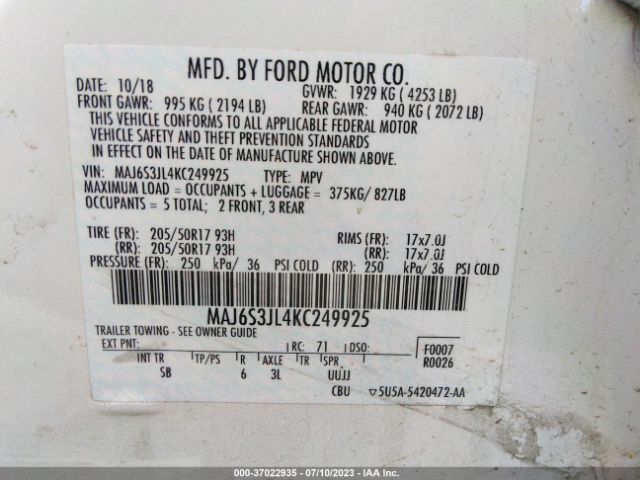 MFD. BY FORD MOTOR CO.
DATE: 10/18 GVWR: 1929 KG ( 4253 LB)
FRONT GAWR: 995 KG ( 2194 LB) REAR GAWR: 940 KG ( 2072 LB)
THIS VEHICLE CONFORMS TO ALL APPLICABLE FEDERAL MOTOR
VEHICLE SAFETY AND THEFT PREVENTION STANDARDS
IN EFFECT ON THE DATE OF MANUFACTURE SHOWN ABOVE.
VIN: MAJ6S3JL4KC249925 TYPE: MPV
MAXIMUM LOAD = OCCUPANTS + LUGGAGE = 375KG/ 827LB
OCCUPANTS = 5 TOTAL; 2 FRONT, 3 REAR
TIRE (FR): 205/50R17 93H RIMS (FR): 17x7.0J
(RR): 205/50R17 93H (RR): 17x7.0J
PRESSURE (FR): 250 kPa/ 36 PSI COLD (RR): 250 kPa/ 36 PSI COLD
MAJ6S3JL4KC249925
TRAILER TOWING - SEE OWNER GUIDE
EXT PNT: RC: 71 DSO: F0007
R0026
INT TR TP/PS R AXLE TR SPR
SB 6 3L UUJJ
CBU ▽5U5A-5420472-AA
000-37022935 - 07/10/2023 - IAA Inc.